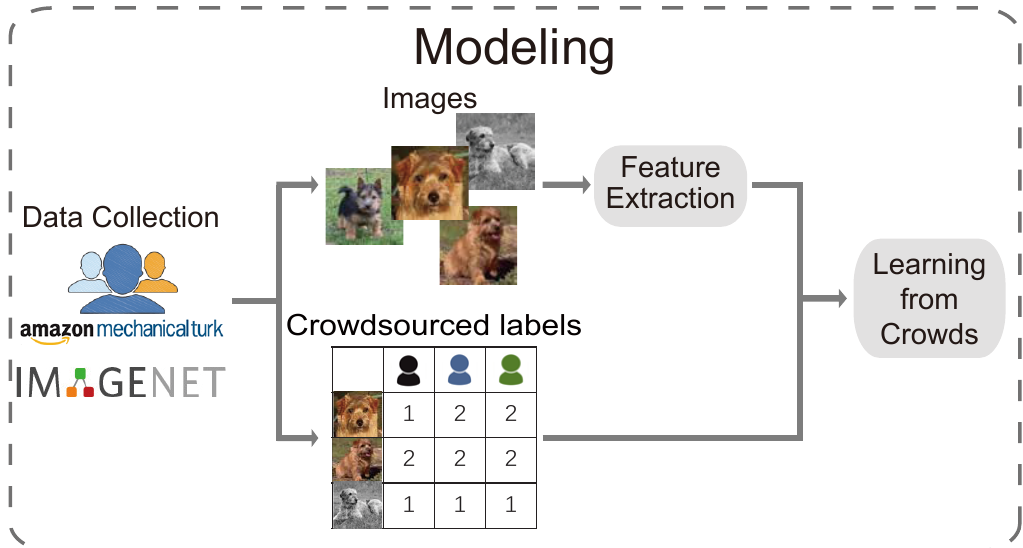 Modeling
Images
Feature
Extraction
Data Collection
amazon mechanical turk
IMAGENET
Learning
from
Crowds
Crowdsourced labels
1 2 2
2 2 2
1 1 1